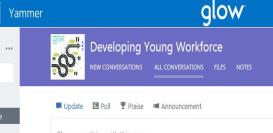 Yammer
glow
Developing Young Workforce
NEW CONVERSATIONS ALL CONVERSATIONS FILES NOTES
Update Poll Praise Announcement